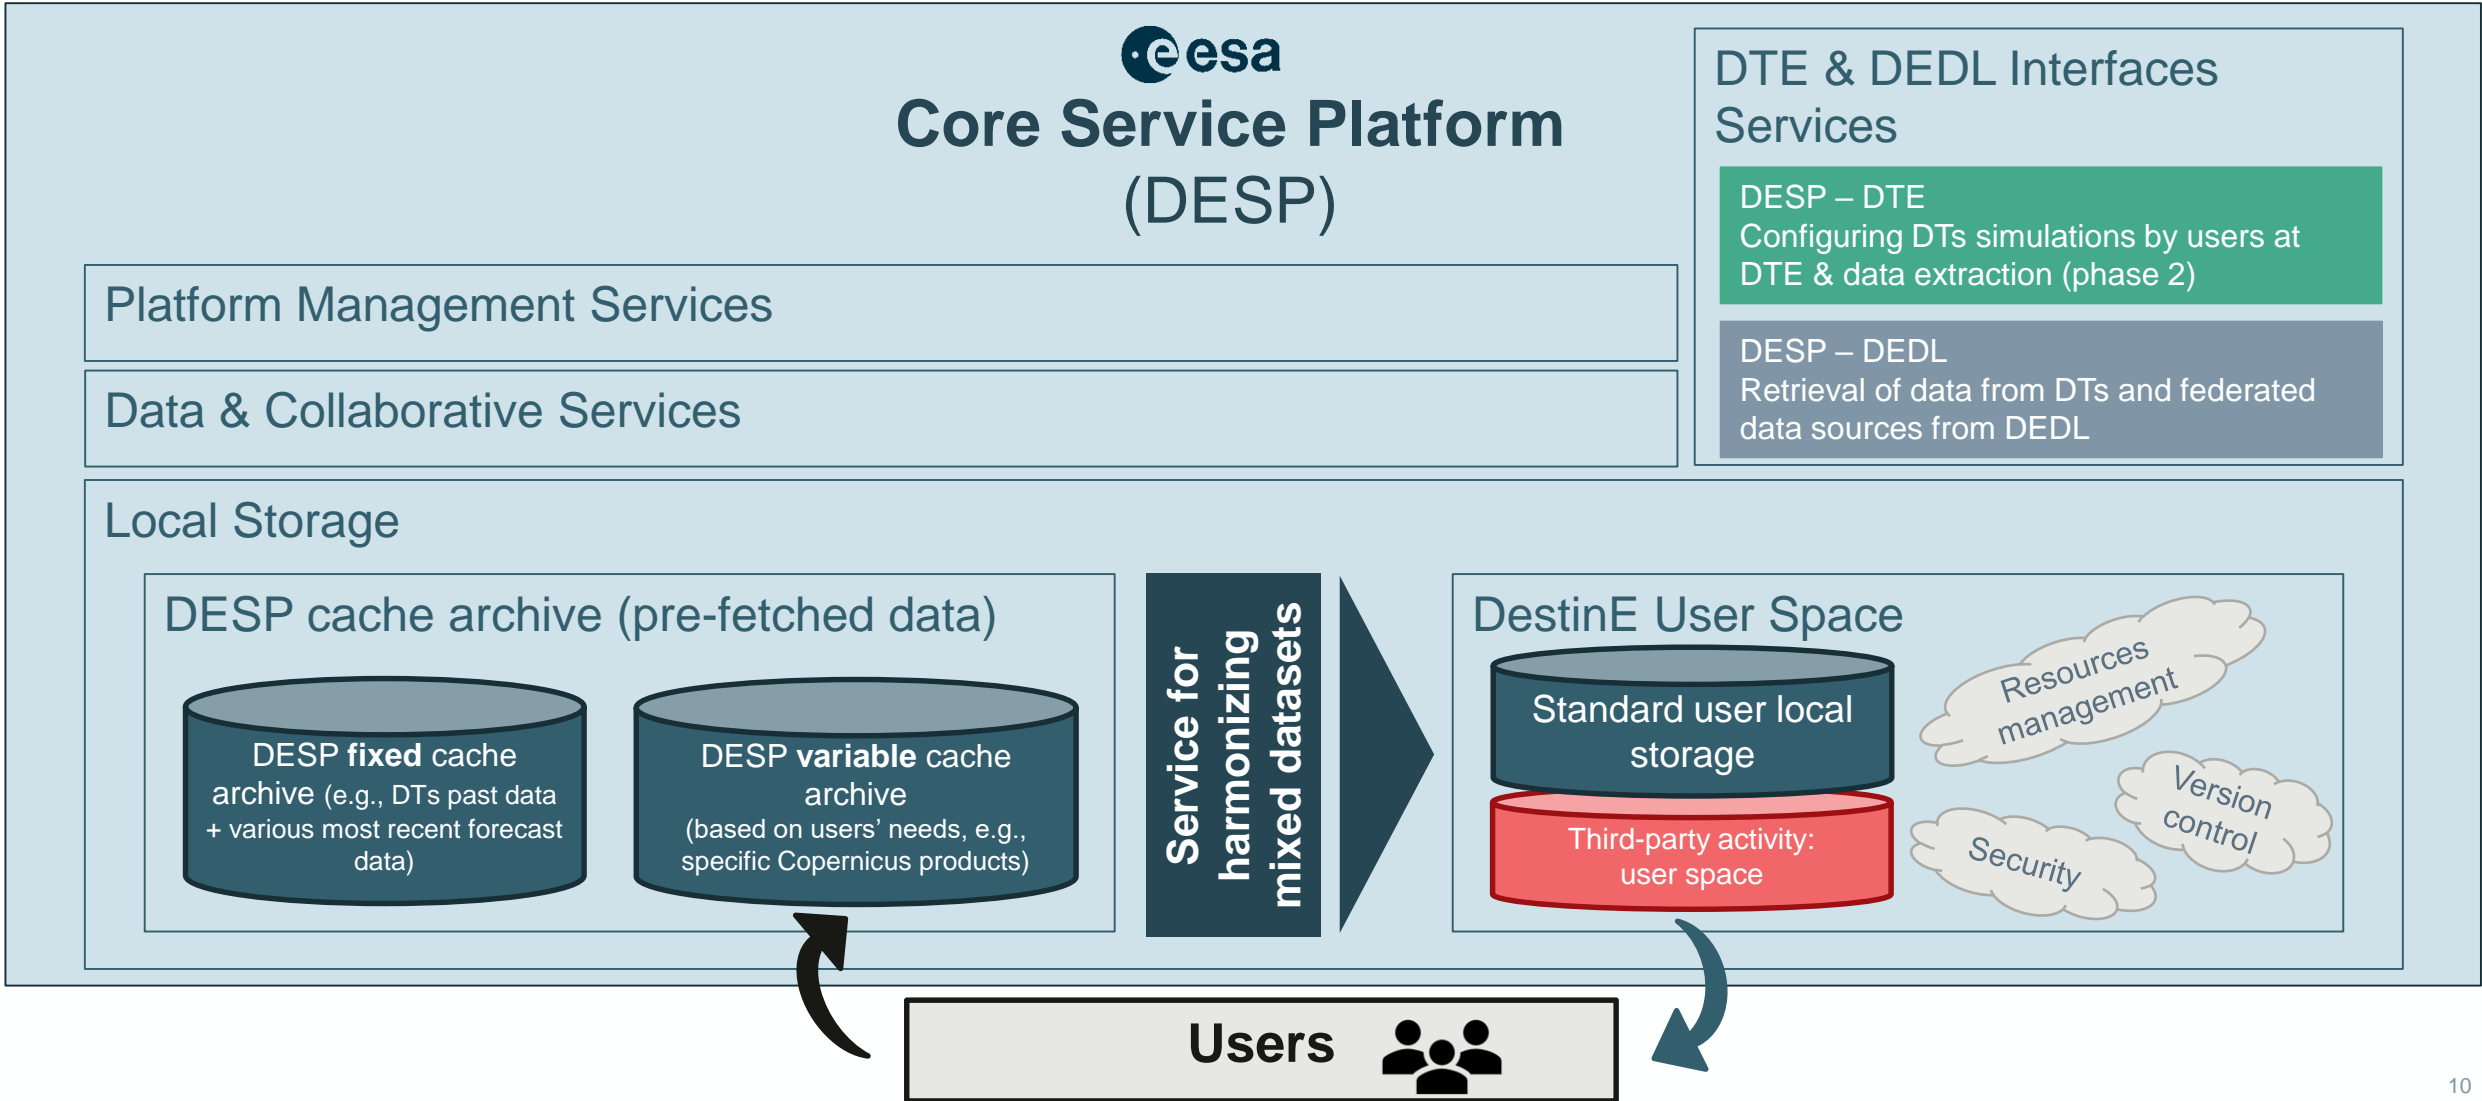 esa
Core Service Platform
(DESP)
DTE & DEDL Interfaces
Services
DESP – DTE
Configuring DTs simulations by users at
DTE & data extraction (phase 2)
DESP – DEDL
Retrieval of data from DTs and federated
data sources from DEDL
Platform Management Services
Data & Collaborative Services
Local Storage
DESP cache archive (pre-fetched data)
DESP fixed cache
archive (e.g., DTs past data
+ various most recent forecast
data)
DESP variable cache
archive
(based on users’ needs, e.g.,
specific Copernicus products)
Service for
harmonizing
mixed datasets
DestinE User Space
Standard user local
storage
Third-party activity:
user space
Resources
management
Version
control
Security
Users
10